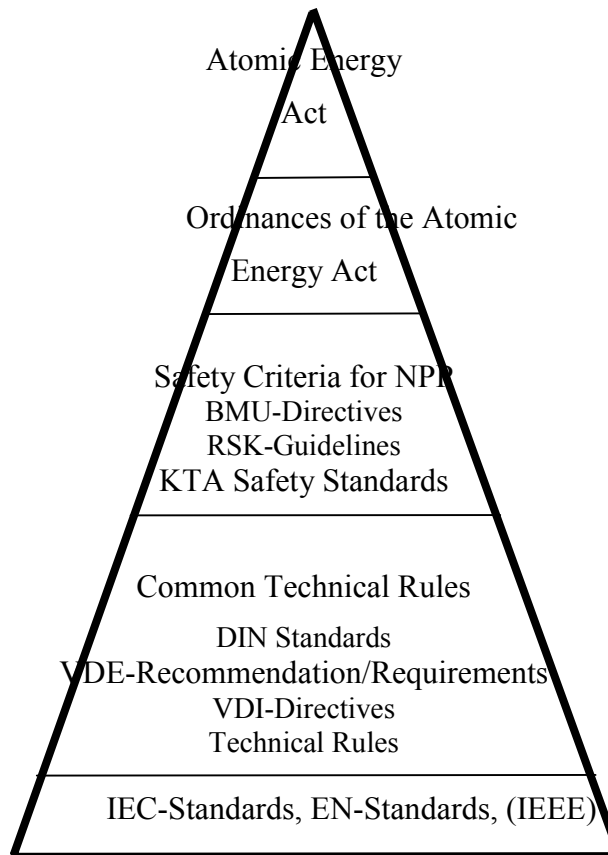 Atomic Energy
Act
Ordinances of the Atomic
Energy Act
Safety Criteria for NPP
BMU-Directives
RSK-Guidelines
KTA Safety Standards
Common Technical Rules
DIN Standards
VDE-Recommendation/Requirements
VDI-Directives
Technical Rules
IEC-Standards, EN-Standards, (IEEE)